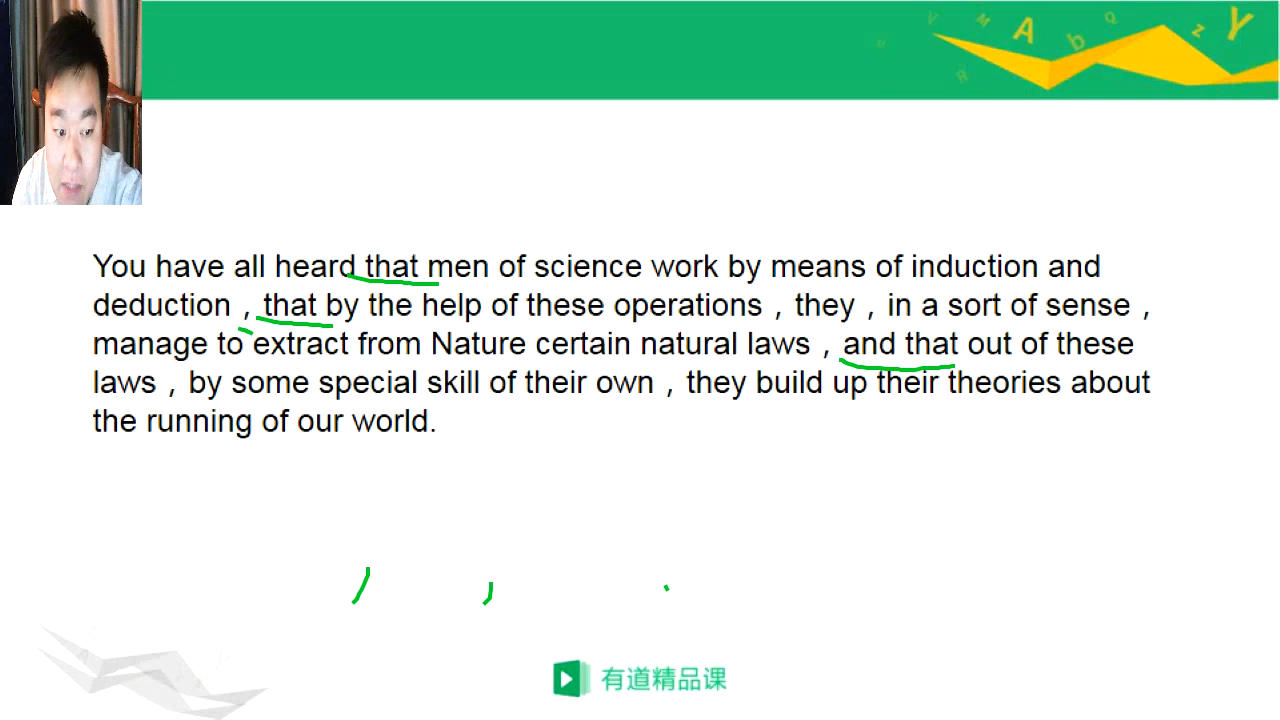 V M A b Q z Y
R
You have all heard that men of science work by means of induction and
deduction，that by the help of these operations，they，in a sort of sense，
manage to extract from Nature certain natural laws，and that out of these
laws，by some special skill of their own，they build up their theories about
the running of our world.
有道精品课